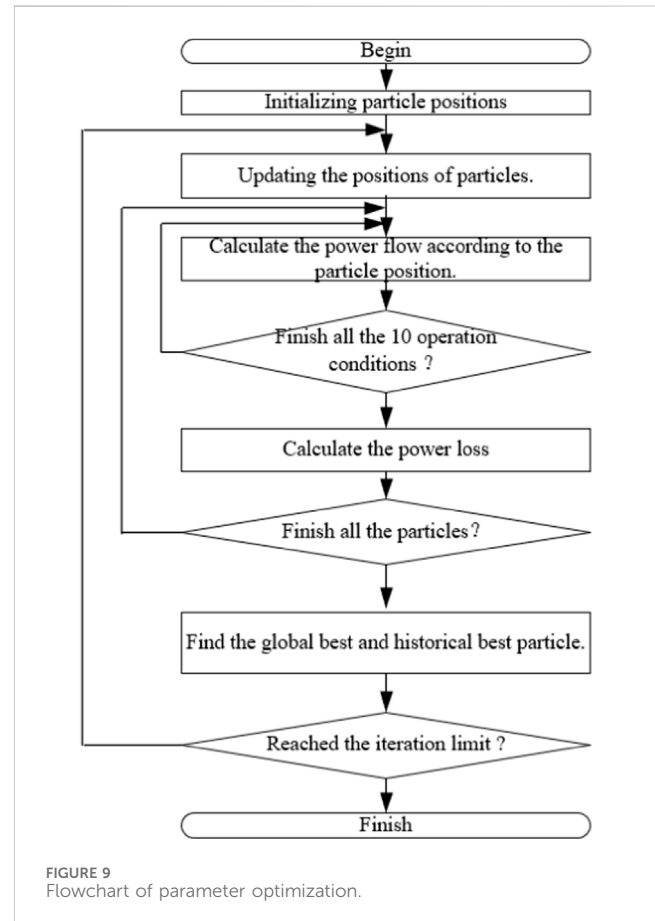 Begin
Initializing particle positions
Updating the positions of particles.
Calculate the power flow according to the
particle position.
Finish all the 10 operation
conditions ?
Calculate the power loss
Finish all the particles?
Find the global best and historical best particle.
Reached the iteration limit ?
Finish
FIGURE 9
Flowchart of parameter optimization.